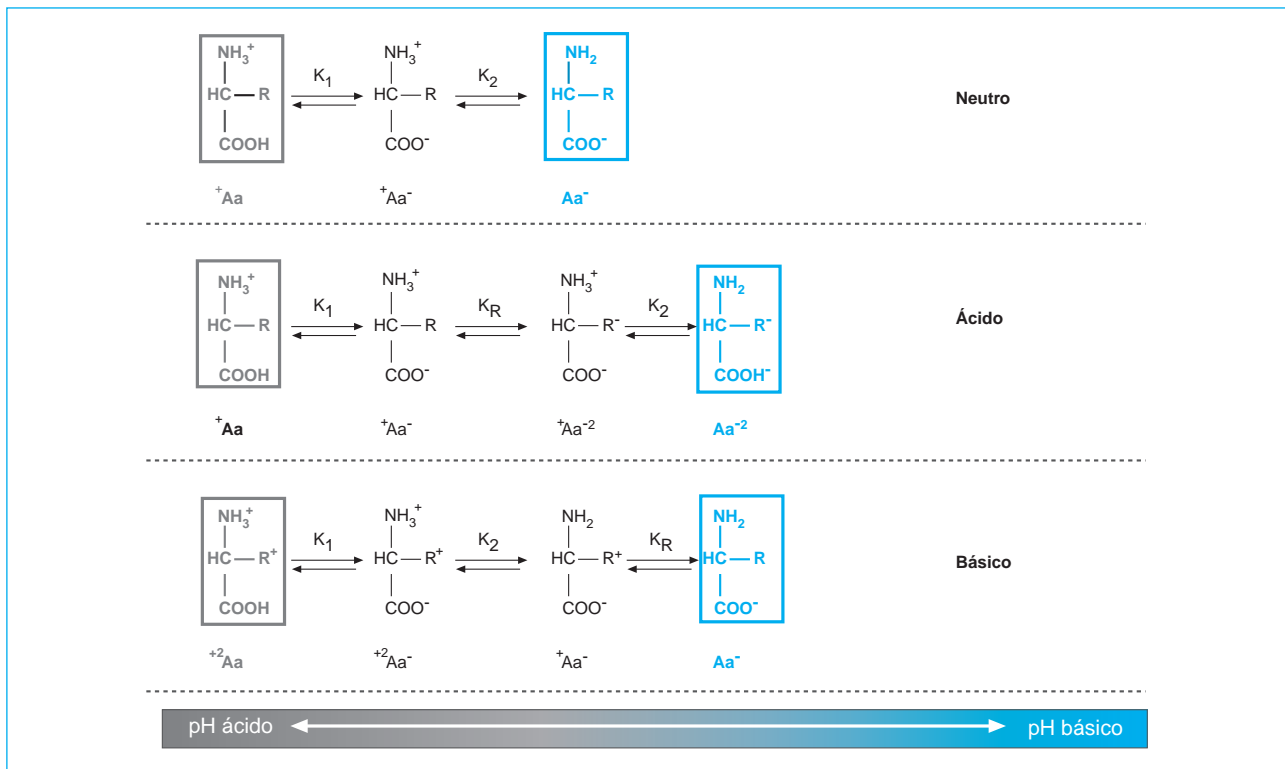 NH₃⁺ NH₃⁺ NH₂
K₁ K₂
HC—R HC—R HC—R Neutro
COOH COO⁻ COO⁻
⁺Aa ⁺Aa⁻ Aa⁻
NH₃⁺ NH₃⁺ NH₃⁺ NH₂
K₁ K_R K₂
HC—R HC—R HC—R⁻ HC—R⁻ Ácido
COOH COO⁻ COO⁻ COOH⁻
⁺Aa ⁺Aa⁻ ⁺Aa⁻² Aa⁻²
NH₃⁺ NH₃⁺ NH₂ NH₂
K₁ K₂ K_R
HC—R⁺ HC—R⁺ HC—R⁺ HC—R Básico
COOH COO⁻ COO⁻ COO⁻
⁺²Aa ⁺²Aa⁻ ⁺Aa⁻ Aa⁻
pH ácido pH básico